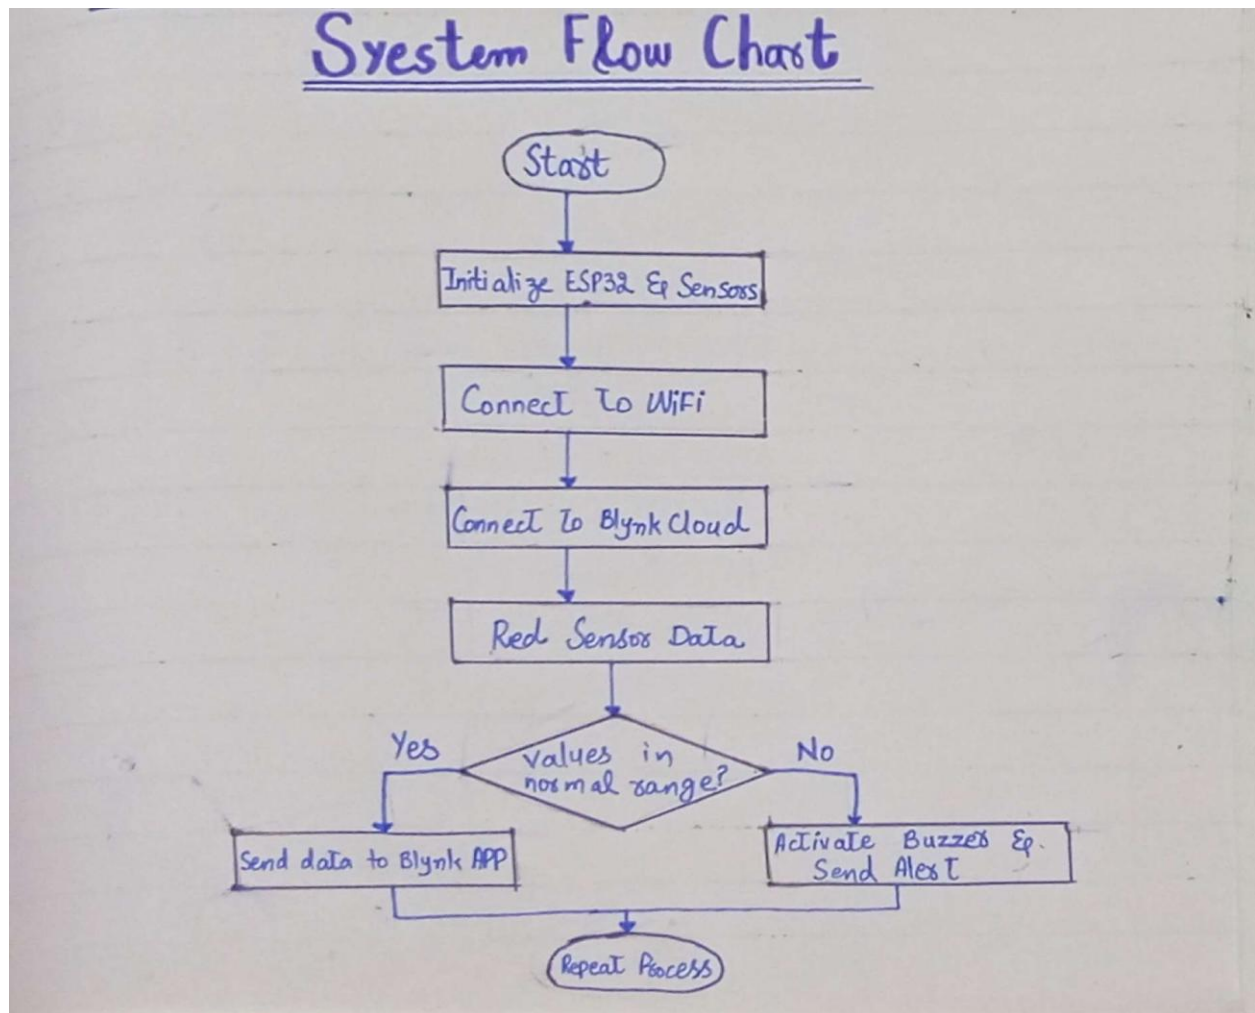 Syestem Flow Chart
Start
Initialize ESP32 & Sensors
Connect To WiFi
Connect To Blynk Cloud
Red Sensor Data
Yes
values in
normal range?
No
Send data to Blynk APP
Activate Buzzer &
Send Alert
Repeat Process